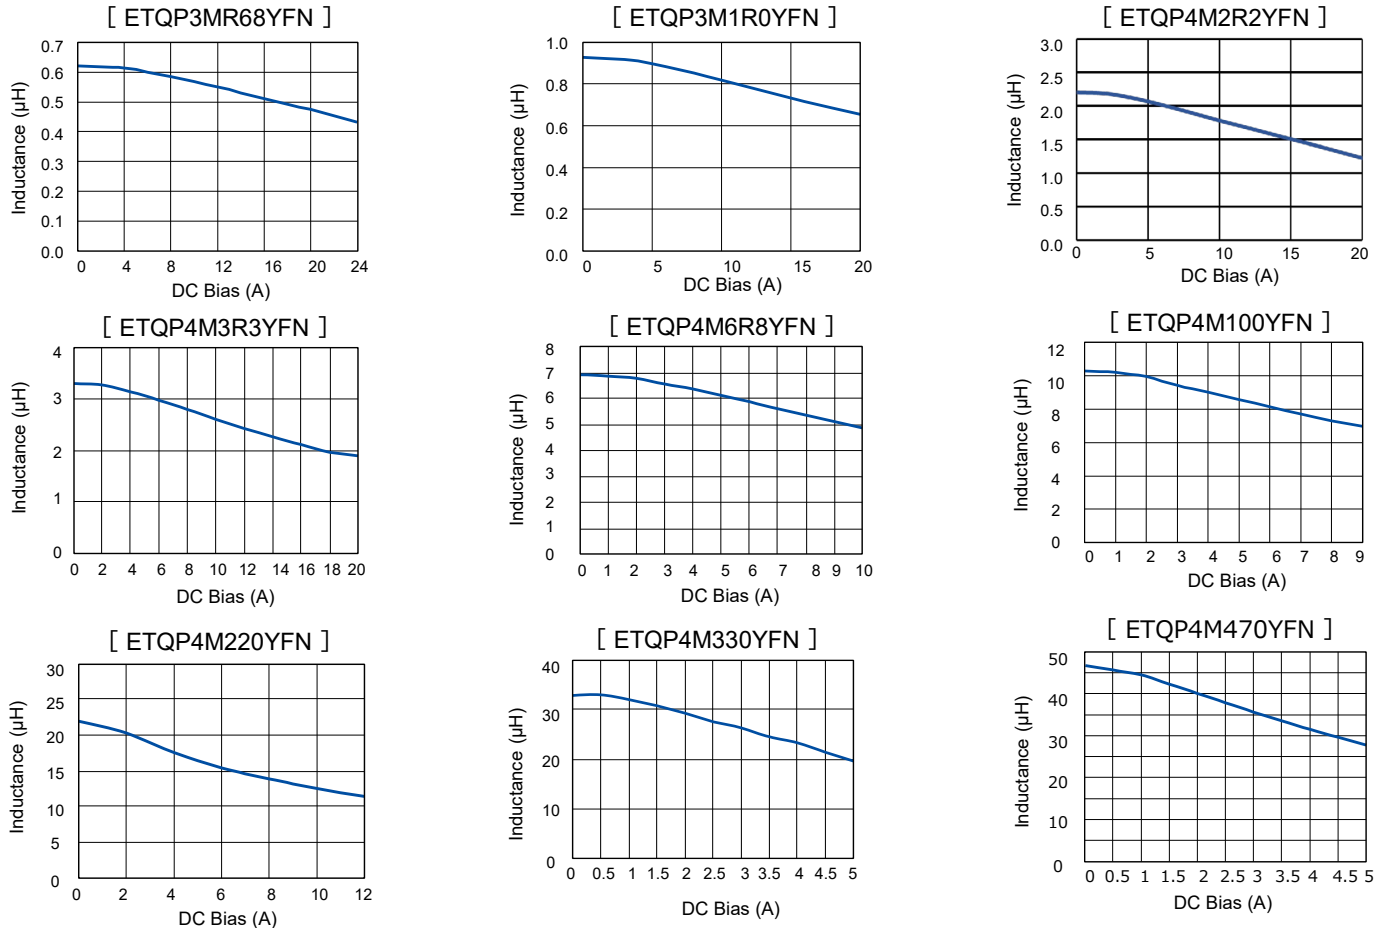 [ ETQP3MR68YFN ]
0.7
0.6
0.5
0.4
0.3
0.2
0.1
0.0
Inductance (μH)
0 4 8 12 16 20 24
DC Bias (A)
[ ETQP3M1R0YFN ]
1.0
0.8
0.6
0.4
0.2
0.0
Inductance (μH)
0 5 10 15 20
DC Bias (A)
[ ETQP4M2R2YFN ]
3.0
2.5
2.0
1.5
1.0
0.5
0.0
Inductance (μH)
0 5 10 15 20
DC Bias (A)
[ ETQP4M3R3YFN ]
4
3
2
1
0
Inductance (μH)
0 2 4 6 8 10 12 14 16 18 20
DC Bias (A)
[ ETQP4M6R8YFN ]
8
7
6
5
4
3
2
1
0
Inductance (μH)
0 1 2 3 4 5 6 7 8 9 10
DC Bias (A)
[ ETQP4M100YFN ]
12
10
8
6
4
2
0
Inductance (μH)
0 1 2 3 4 5 6 7 8 9
DC Bias (A)
[ ETQP4M220YFN ]
30
25
20
15
10
5
0
Inductance (μH)
0 2 4 6 8 10 12
DC Bias (A)
[ ETQP4M330YFN ]
40
30
20
10
0
Inductance (μH)
0 0.5 1 1.5 2 2.5 3 3.5 4 4.5 5
DC Bias (A)
[ ETQP4M470YFN ]
50
40
30
20
10
0
Inductance (μH)
0 0.5 1 1.5 2 2.5 3 3.5 4 4.5 5
DC Bias (A)